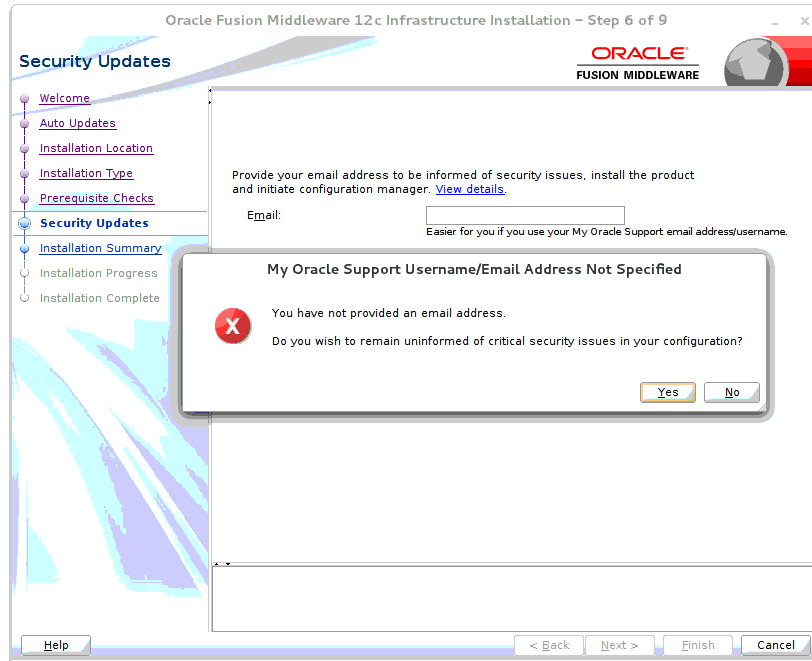 Oracle Fusion Middleware 12c Infrastructure Installation – Step 6 of 9
Security Updates
ORACLE
FUSION MIDDLEWARE
Welcome
Auto Updates
Installation Location
Installation Type
Prerequisite Checks
Security Updates
Installation Summary
Installation Progress
Installation Complete
Provide your email address to be informed of security issues, install the product
and initiate configuration manager. View details.
Email:
Easier for you if you use your My Oracle Support email address/username.
My Oracle Support Username/Email Address Not Specified
You have not provided an email address.
Do you wish to remain uninformed of critical security issues in your configuration?
Yes No
Help < Back Next > Finish Cancel